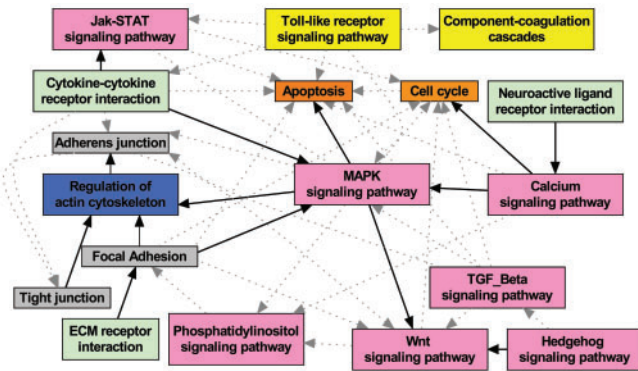 Jak-STAT
signaling pathway
Toll-like receptor
signaling pathway
Component-coagulation
cascades
Cytokine-cytokine
receptor interaction
Apoptosis
Cell cycle
Neuroactive ligand
receptor interaction
Adherens junction
Regulation of
actin cytoskeleton
MAPK
signaling pathway
Calcium
signaling pathway
Focal Adhesion
Tight junction
TGF_Beta
signaling pathway
ECM receptor
interaction
Phosphatidylinositol
signaling pathway
Wnt
signaling pathway
Hedgehog
signaling pathway